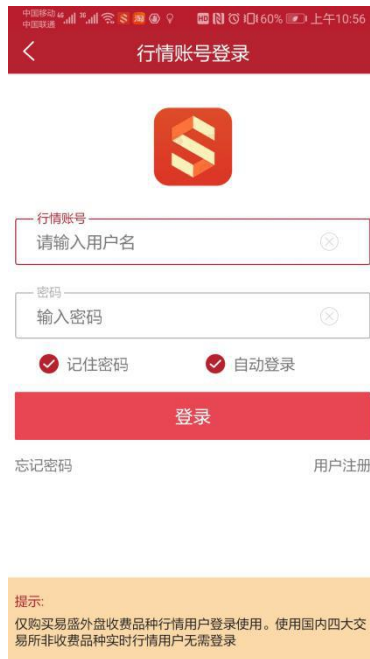 中国移动 4G 3G HD 60% 上午10:56
中国联通
行情账号登录
行情账号
请输入用户名
密码
输入密码
记住密码 自动登录
登录
忘记密码 用户注册
提示:
仅购买易盛外盘收费品种行情用户登录使用。使用国内四大交
易所非收费品种实时行情用户无需登录